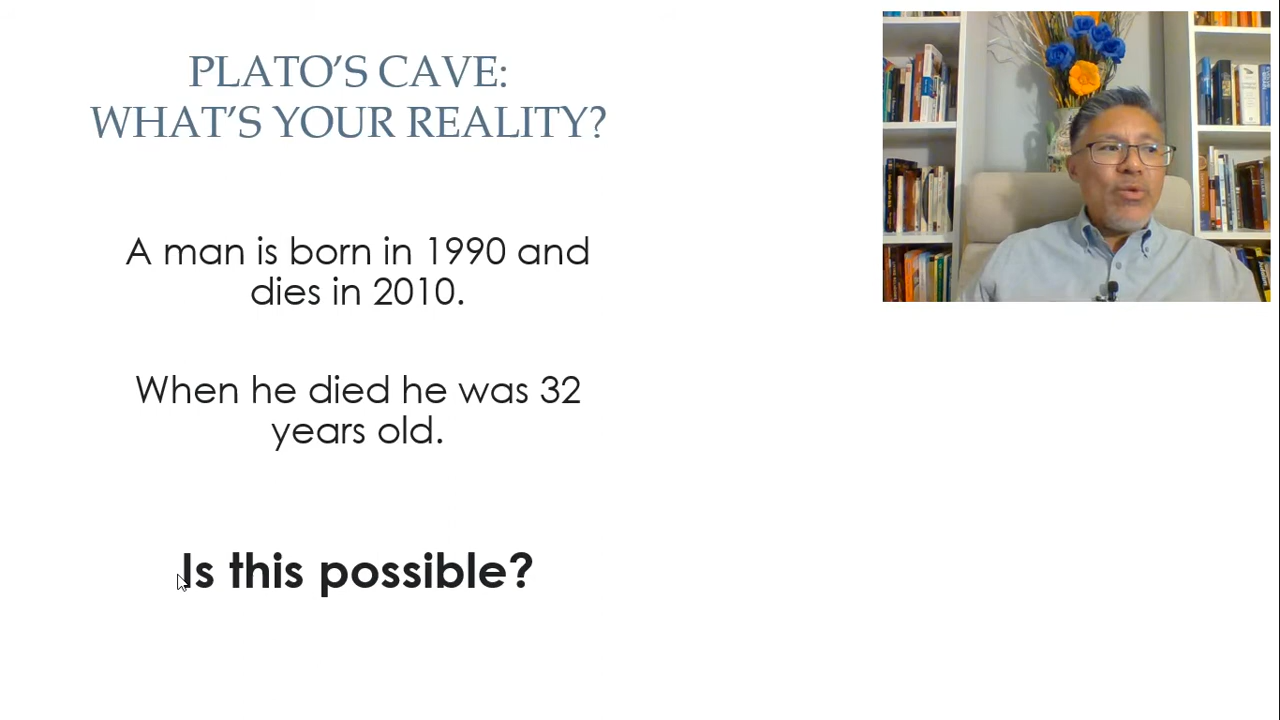 PLATO’S CAVE:
WHAT’S YOUR REALITY?
A man is born in 1990 and
dies in 2010.
When he died he was 32
years old.
Is this possible?